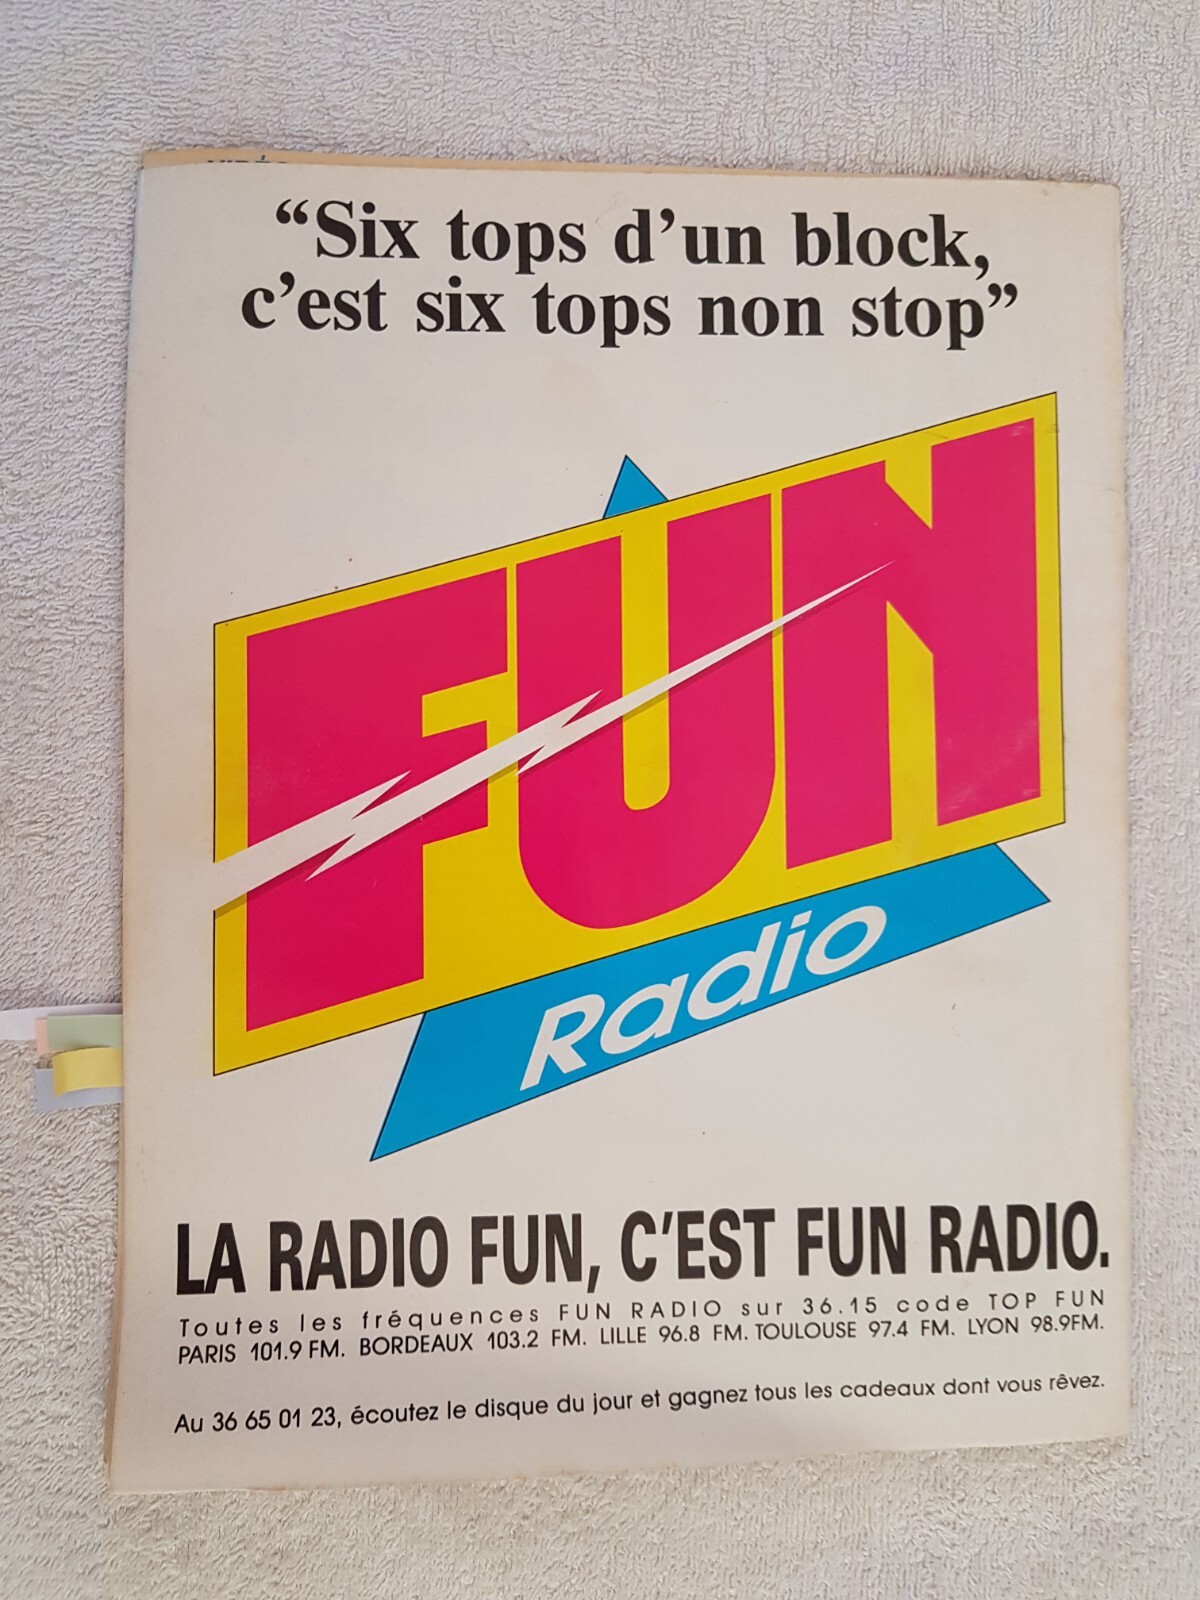 “Six tops d’un block,
c’est six tops non stop”
FUN
Radio
LA RADIO FUN, C'EST FUN RADIO.
Toutes les fréquences FUN RADIO sur 36.15 code TOP FUN
PARIS 101.9 FM. BORDEAUX 103.2 FM. LILLE 96.8 FM. TOULOUSE 97.4 FM. LYON 98.9FM.
Au 36 65 01 23, écoutez le disque du jour et gagnez tous les cadeaux dont vous rêvez.